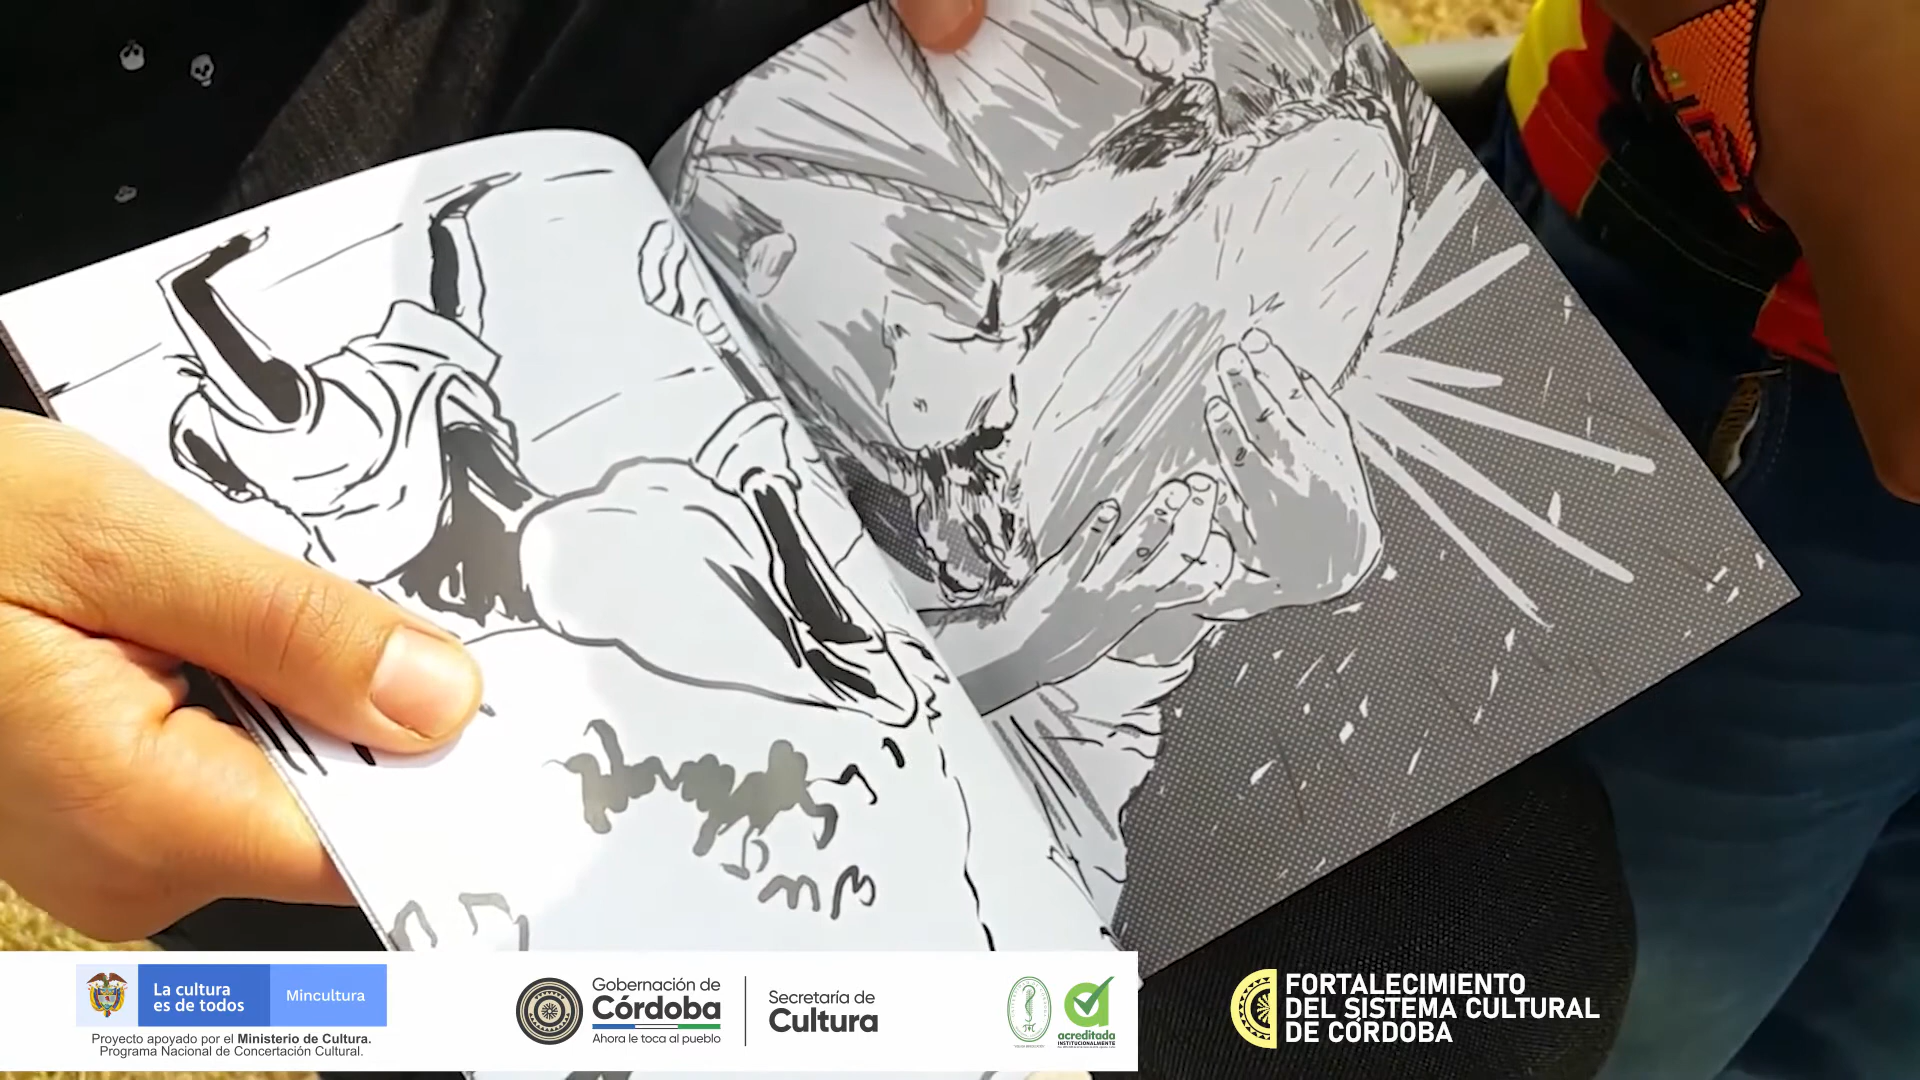 La cultura
es de todos
Mincultura
Proyecto apoyado por el Ministerio de Cultura.
Programa Nacional de Concertación Cultural.
Gobernación de
Córdoba
Ahora le toca al pueblo
Secretaría de
Cultura
acreditada
INSTITUCIONALMENTE
FORTALECIMIENTO
DEL SISTEMA CULTURAL
DE CÓRDOBA